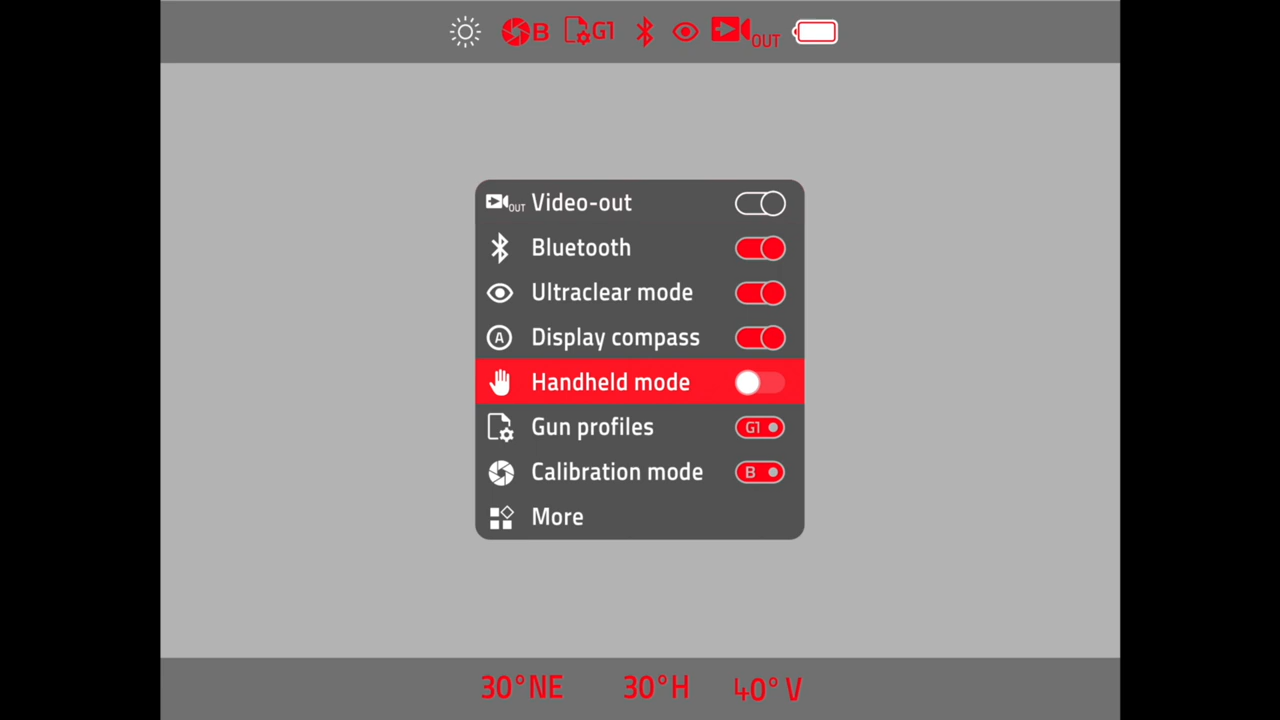 B G1 OUT
OUT Video-out
Bluetooth
Ultraclear mode
A Display compass
Handheld mode
Gun profiles G1
Calibration mode B
More
30°NE 30°H 40°V